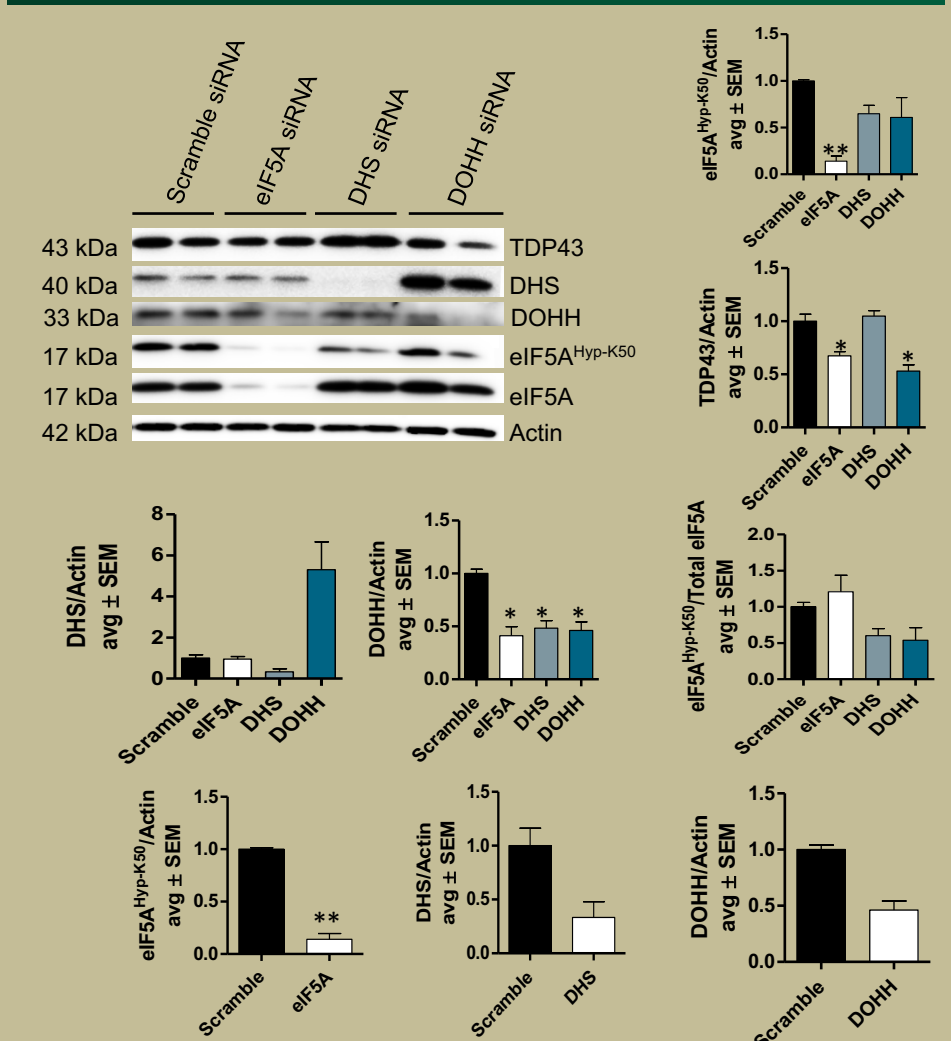 Scramble siRNA
eIF5A siRNA
DHS siRNA
DOHH siRNA
43 kDa TDP43
40 kDa DHS
33 kDa DOHH
17 kDa eIF5A^Hyp-K50
17 kDa eIF5A
42 kDa Actin
eIF5A^Hyp-K50/Actin
avg ± SEM
1.5
1.0
0.5
0.0
**
Scramble
eIF5A
DHS
DOHH
TDP43/Actin
avg ± SEM
1.5
1.0
0.5
0.0
*
*
Scramble
eIF5A
DHS
DOHH
DHS/Actin
avg ± SEM
8
6
4
2
0
Scramble
eIF5A
DHS
DOHH
DOHH/Actin
avg ± SEM
1.5
1.0
0.5
0.0
* * *
Scramble
eIF5A
DHS
DOHH
eIF5A^Hyp-K50/Total eIF5A
avg ± SEM
2.0
1.5
1.0
0.5
0.0
Scramble
eIF5A
DHS
DOHH
eIF5A^Hyp-K50/Actin
avg ± SEM
1.5
1.0
0.5
0.0
**
Scramble
eIF5A
DHS/Actin
avg ± SEM
1.5
1.0
0.5
0.0
Scramble
DHS
DOHH/Actin
avg ± SEM
1.5
1.0
0.5
0.0
Scramble
DOHH